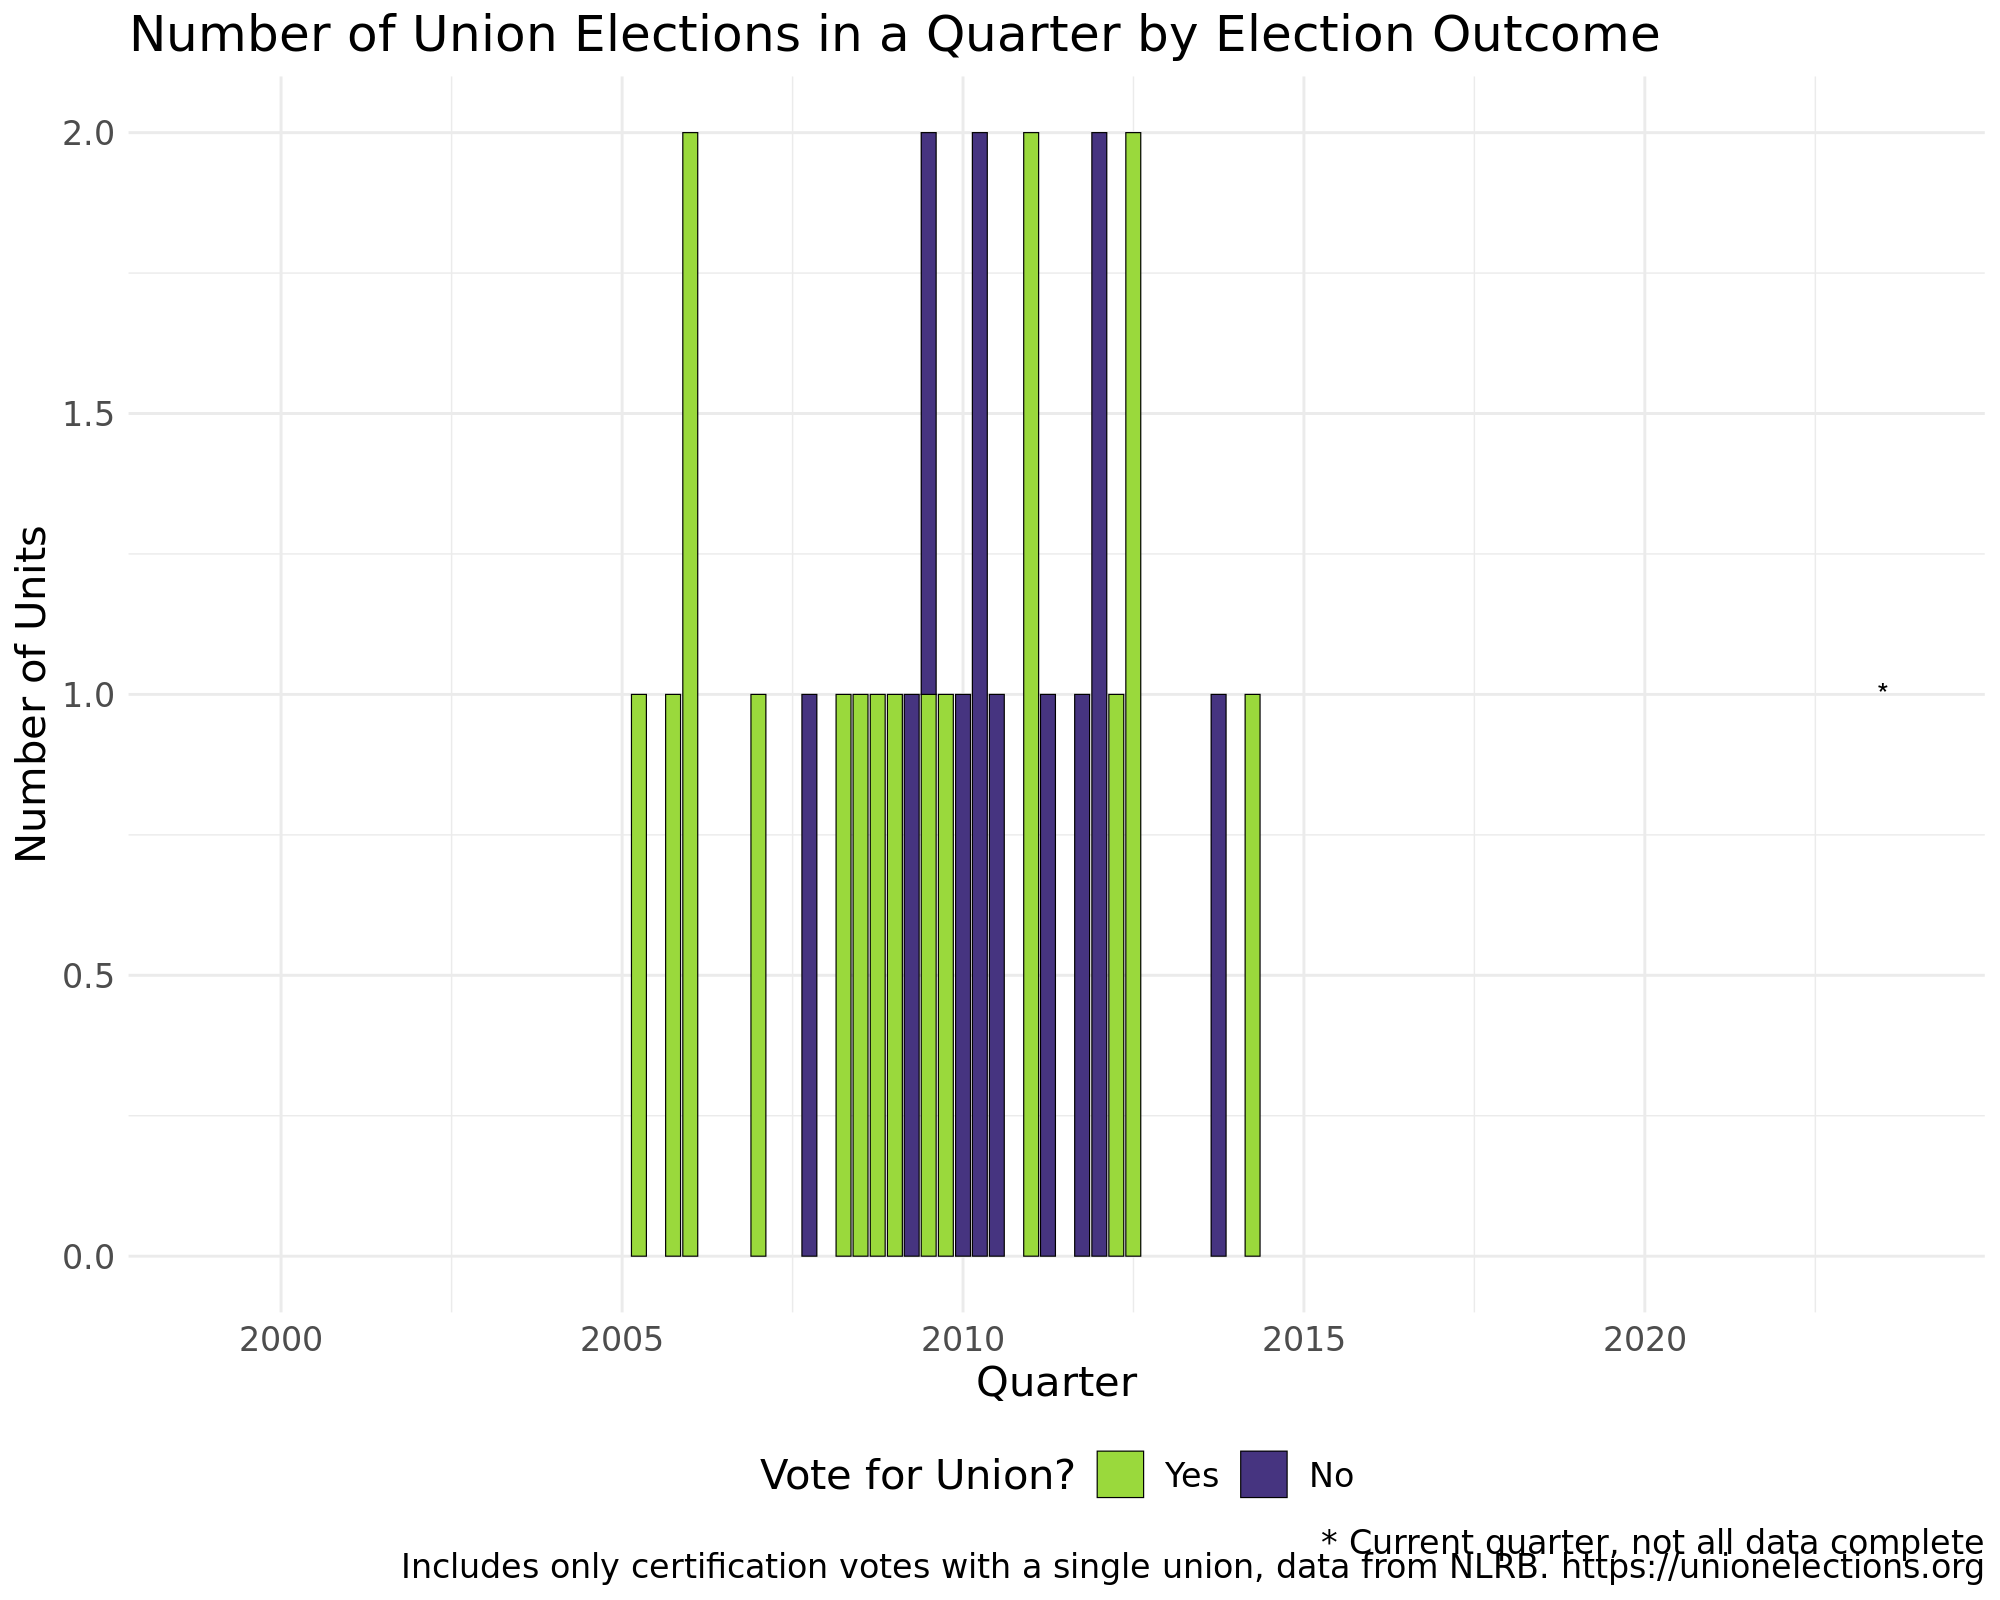 Number of Union Elections in a Quarter by Election Outcome
2.0
1.5
1.0
0.5
0.0
Number of Units
*
2000 2005 2010 2015 2020
Quarter
Vote for Union? Yes No
* Current quarter, not all data complete
Includes only certification votes with a single union, data from NLRB. https://unionelections.org